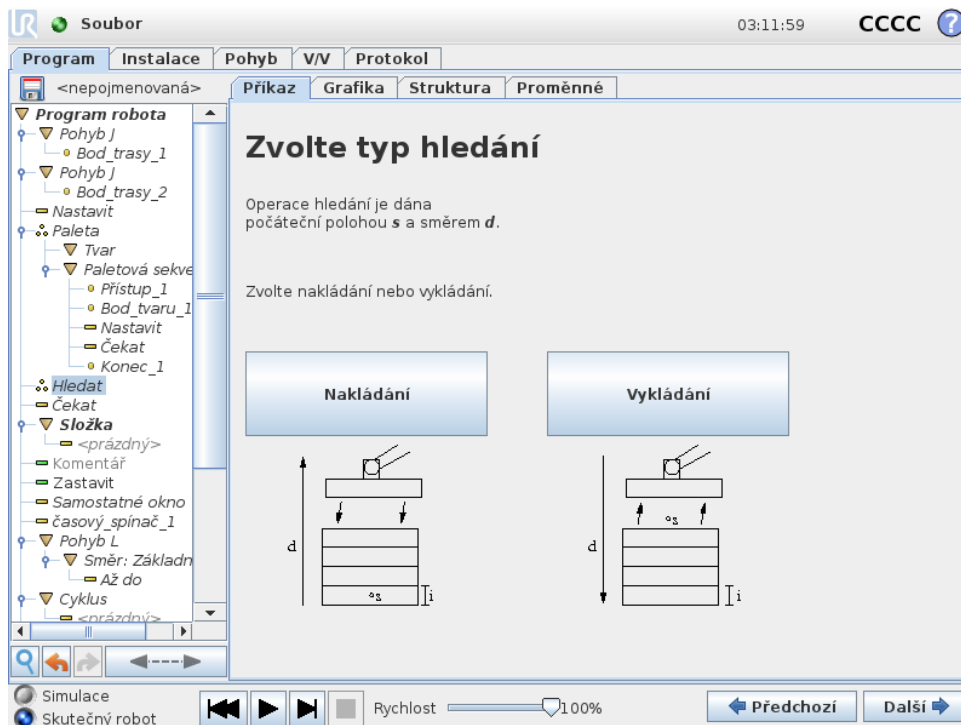 UR Soubor 03:11:59 CCCC ?
Program Instalace Pohyb V/V Protokol
<nepojmenovaná> Příkaz Grafika Struktura Proměnné
Program robota
Pohyb J
Bod_trasy_1
Pohyb J
Bod_trasy_2
Nastavit
Paleta
Tvar
Paletová sekve
Přístup_1
Bod_tvaru_1
Nastavit
Čekat
Konec_1
Hledat
Čekat
Složka
<prázdný>
Komentář
Zastavit
Samostatné okno
časový_spínač_1
Pohyb L
Směr: Základn
Až do
Cyklus
<prázdný>
Zvolte typ hledání
Operace hledání je dána
počáteční polohou s a směrem d.
Zvolte nakládání nebo vykládání.
Nakládání Vykládání
d s i
d s i
Simulace
Skutečný robot
Rychlost 100%
Předchozí Další